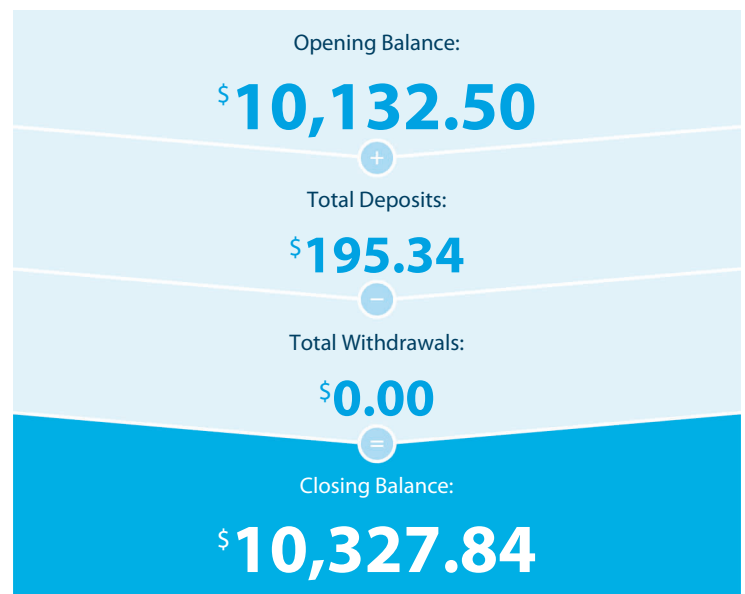 Opening Balance:
$10,132.50
+
Total Deposits:
$195.34
−
Total Withdrawals:
$0.00
=
Closing Balance:
$10,327.84